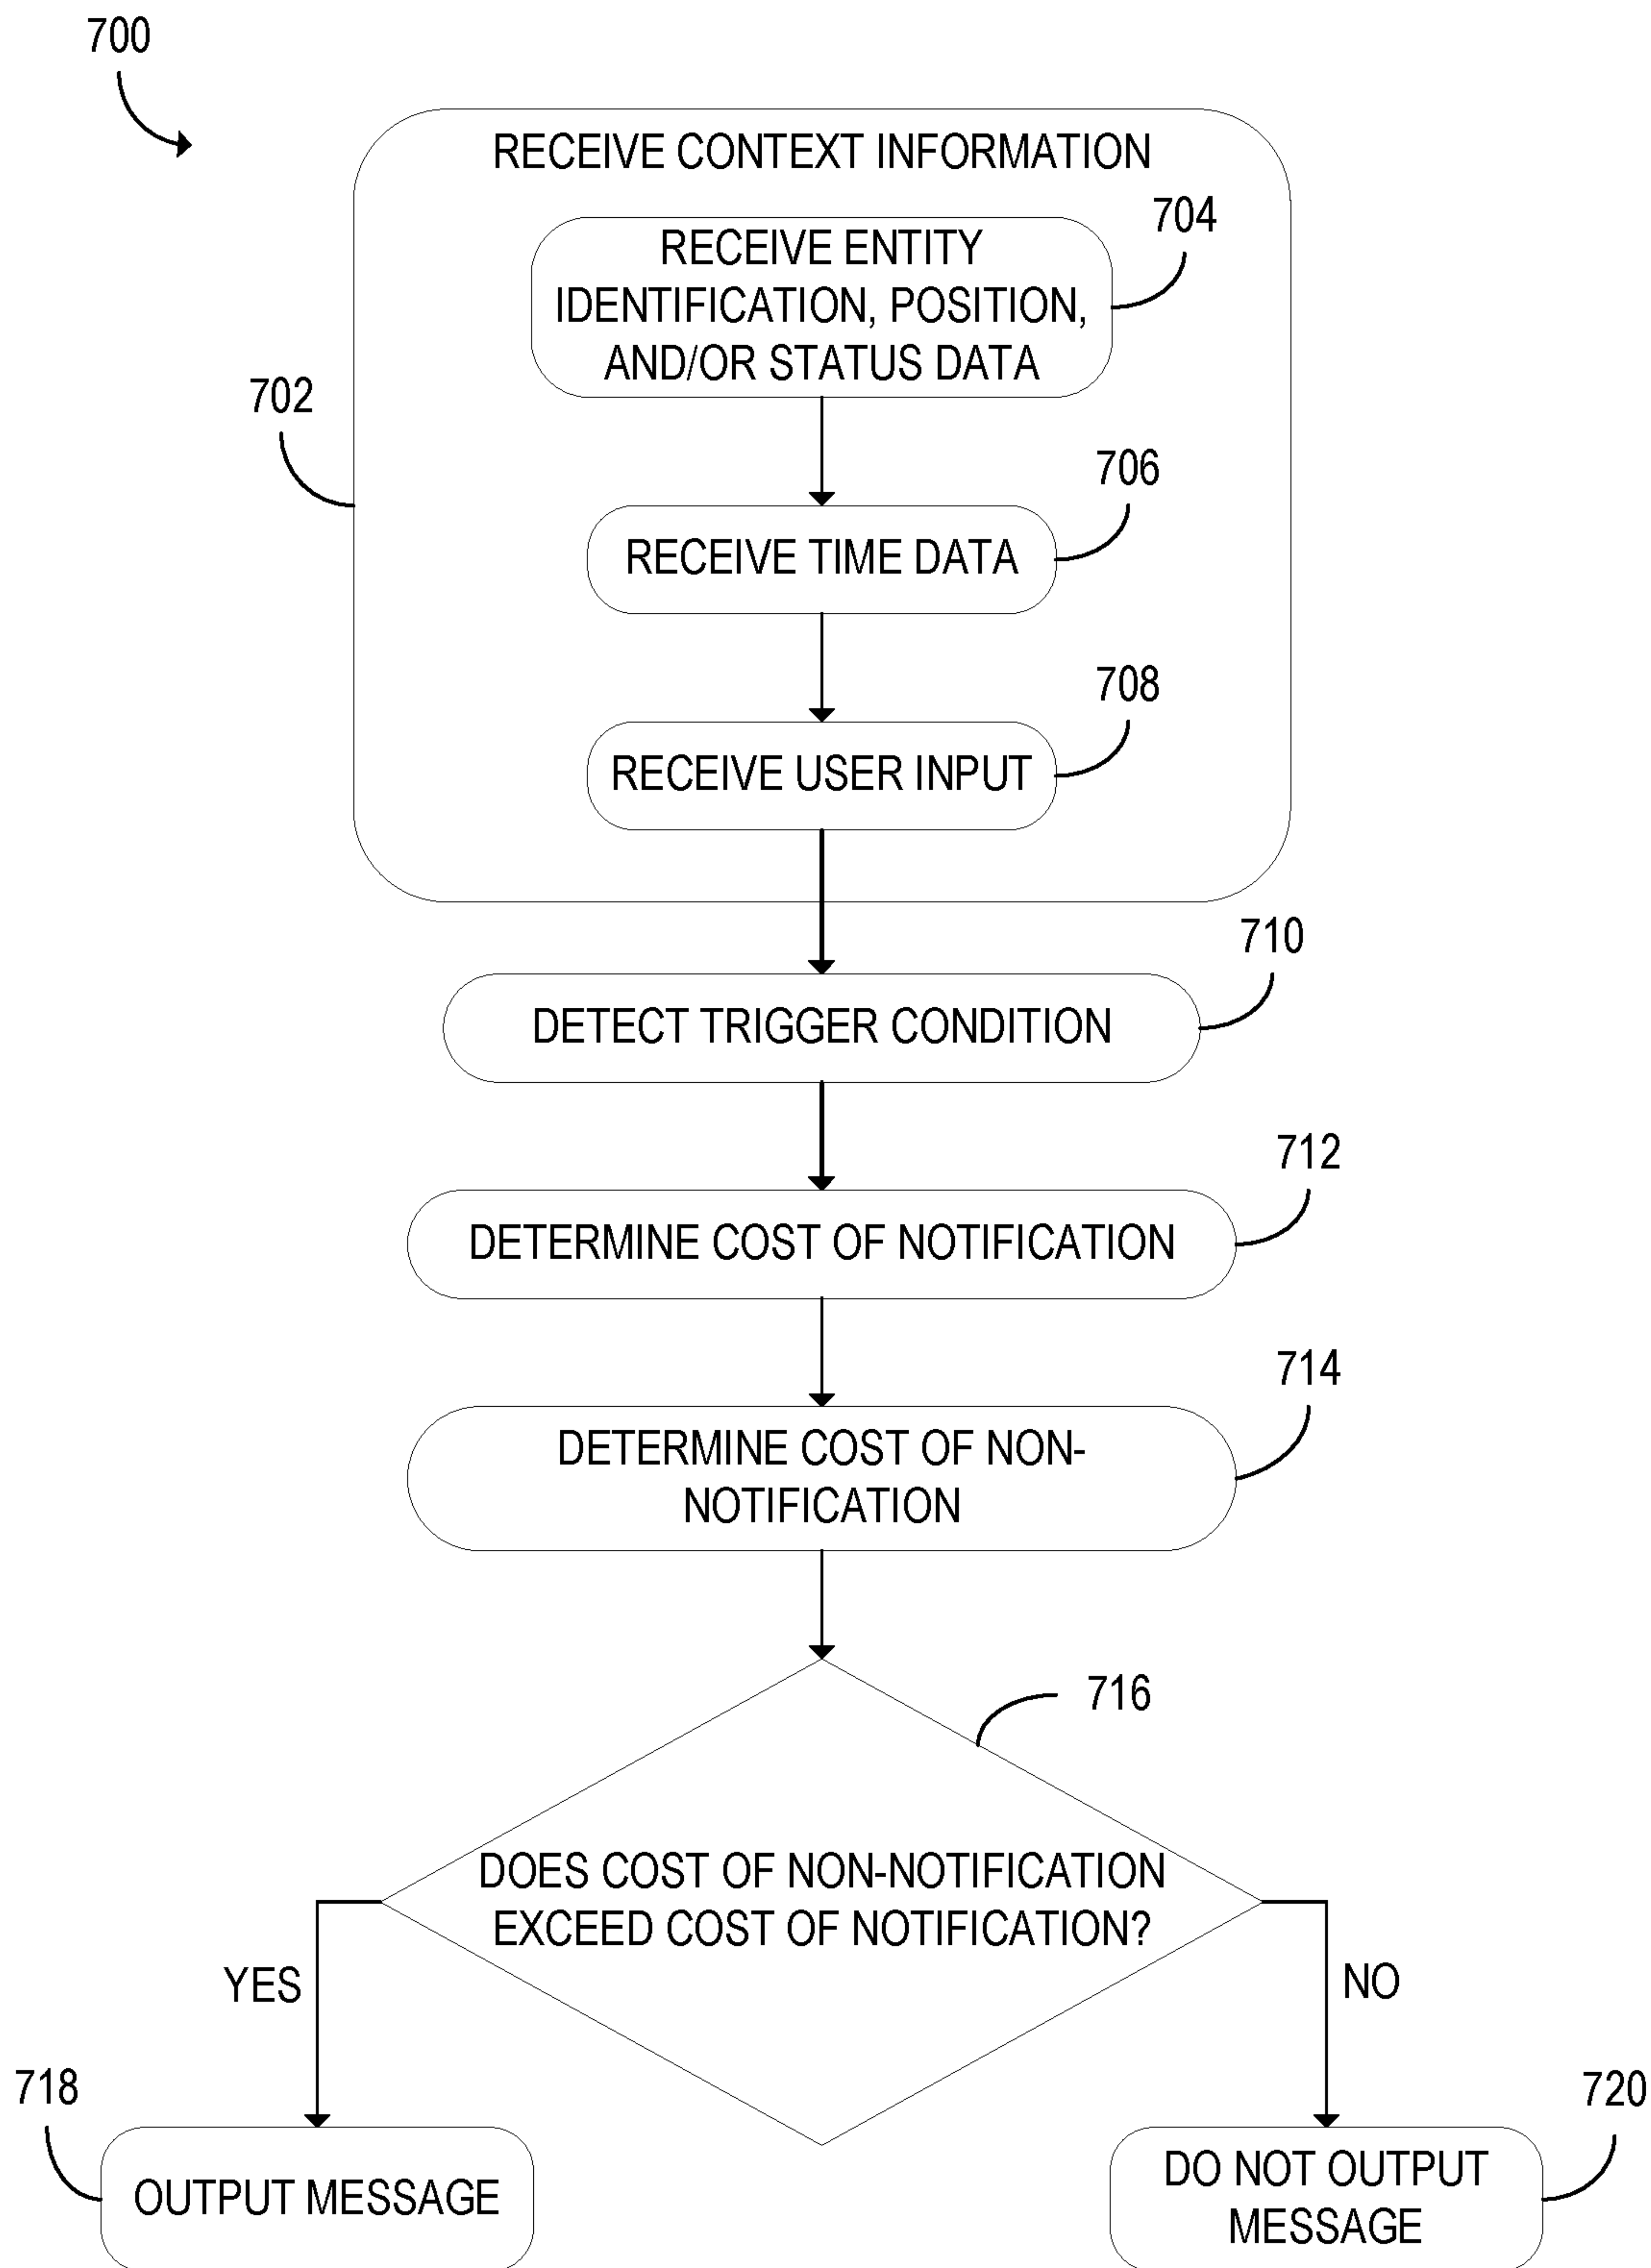 700
RECEIVE CONTEXT INFORMATION
704
RECEIVE ENTITY
IDENTIFICATION, POSITION,
AND/OR STATUS DATA
702
706
RECEIVE TIME DATA
708
RECEIVE USER INPUT
710
DETECT TRIGGER CONDITION
712
DETERMINE COST OF NOTIFICATION
714
DETERMINE COST OF NON-
NOTIFICATION
716
DOES COST OF NON-NOTIFICATION
EXCEED COST OF NOTIFICATION?
YES
NO
718
720
OUTPUT MESSAGE
DO NOT OUTPUT
MESSAGE